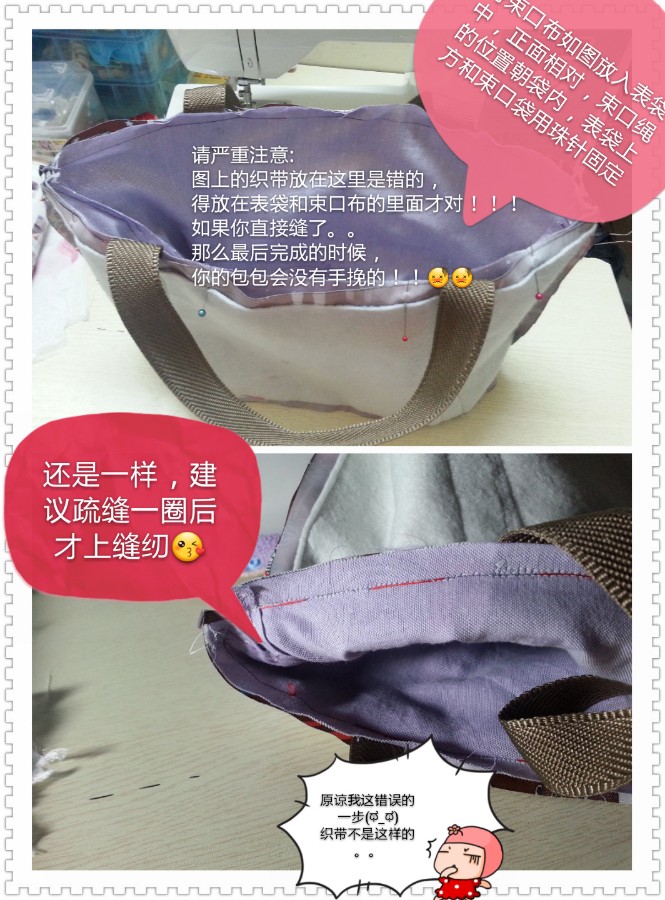 束口布如图放入表袋
中，正面相对，束口绳
的位置朝袋内，表袋上
方和束口袋用珠针固定
请严重注意:
图上的织带放在这里是错的，
得放在表袋和束口布的里面才对！！！
如果你直接缝了。。
那么最后完成的时候，
你的包包会没有手挽的！！😳😳
还是一样，建
议疏缝一圈后
才上缝纫😘
原谅我这错误的
一步(ಥ_ಥ)
织带不是这样的
。。